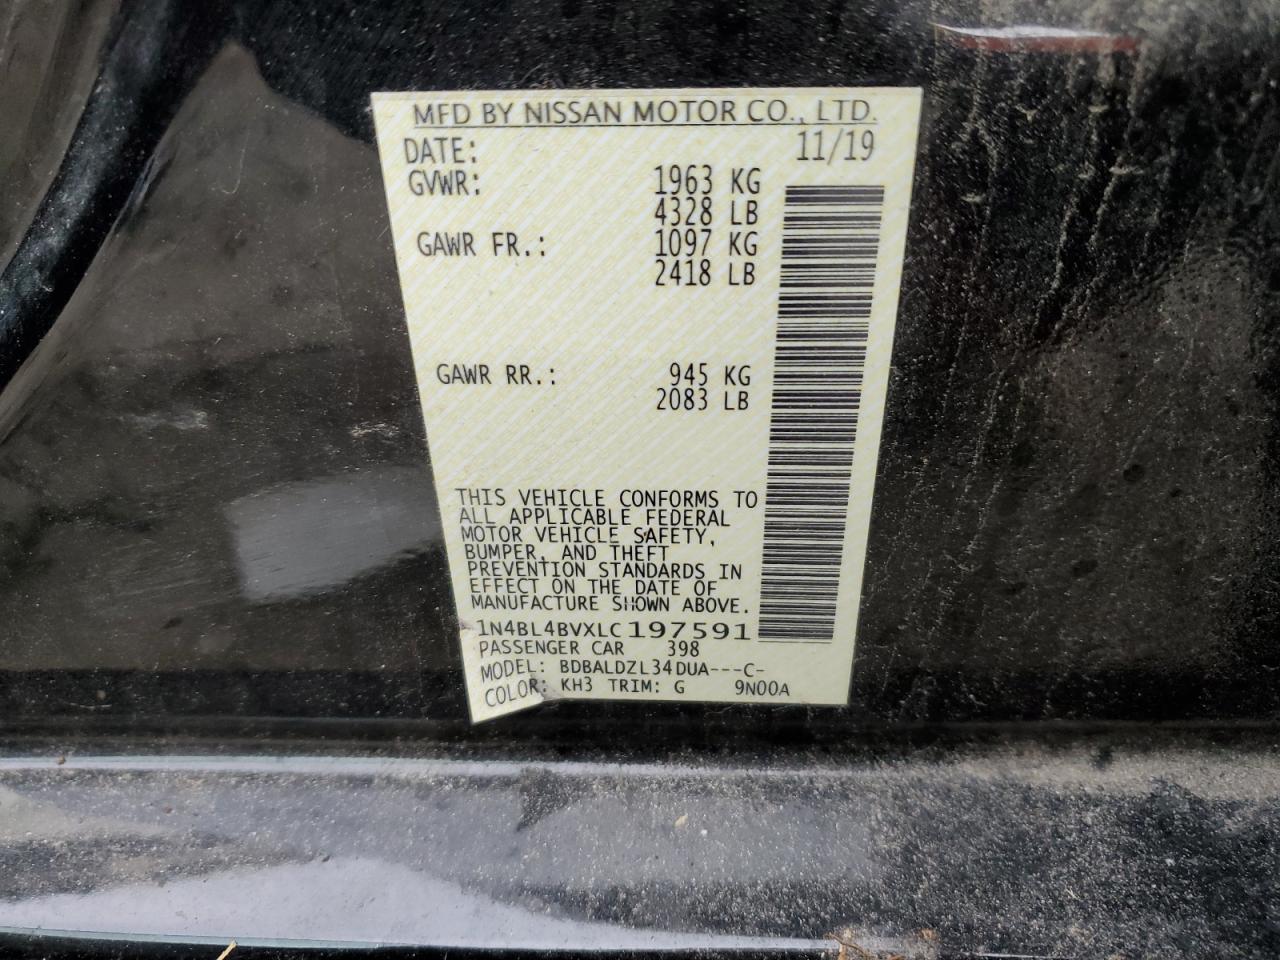 MFD BY NISSAN MOTOR CO., LTD.
DATE: 11/19
GVWR: 1963 KG
4328 LB
GAWR FR.: 1097 KG
2418 LB
GAWR RR.: 945 KG
2083 LB
THIS VEHICLE CONFORMS TO
ALL APPLICABLE FEDERAL
MOTOR VEHICLE SAFETY,
BUMPER, AND THEFT
PREVENTION STANDARDS IN
EFFECT ON THE DATE OF
MANUFACTURE SHOWN ABOVE.
1N4BL4BVXLC197591
PASSENGER CAR 398
MODEL: BDBALDZL34DUA---C-
COLOR: KH3 TRIM: G 9N00A